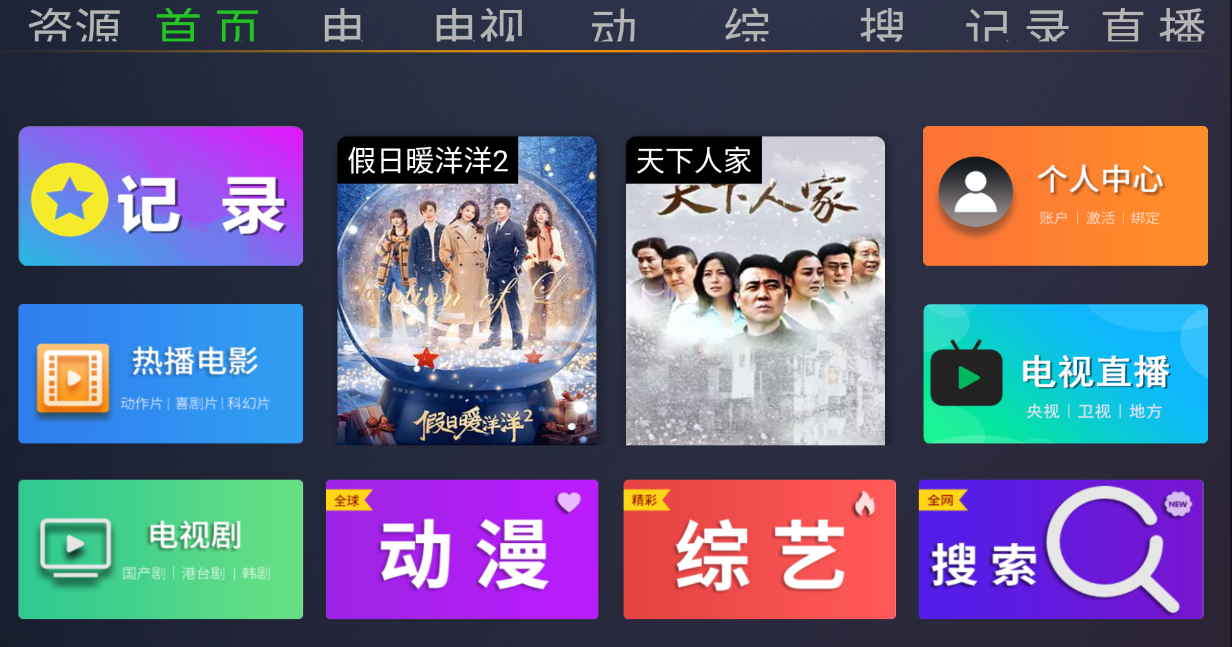 资源 首页 电 电视 动 综 搜 记录 直播
记 录
假日暖洋洋2
Vacation of Love
假日暖洋洋2
天下人家
天下人家
个人中心
账户 | 激活 | 绑定
热播电影
动作片 | 喜剧片 | 科幻片
电视直播
央视 | 卫视 | 地方
电视剧
国产剧 | 港台剧 | 韩剧
全球
动 漫
精彩
综 艺
全网
NEW
搜 索